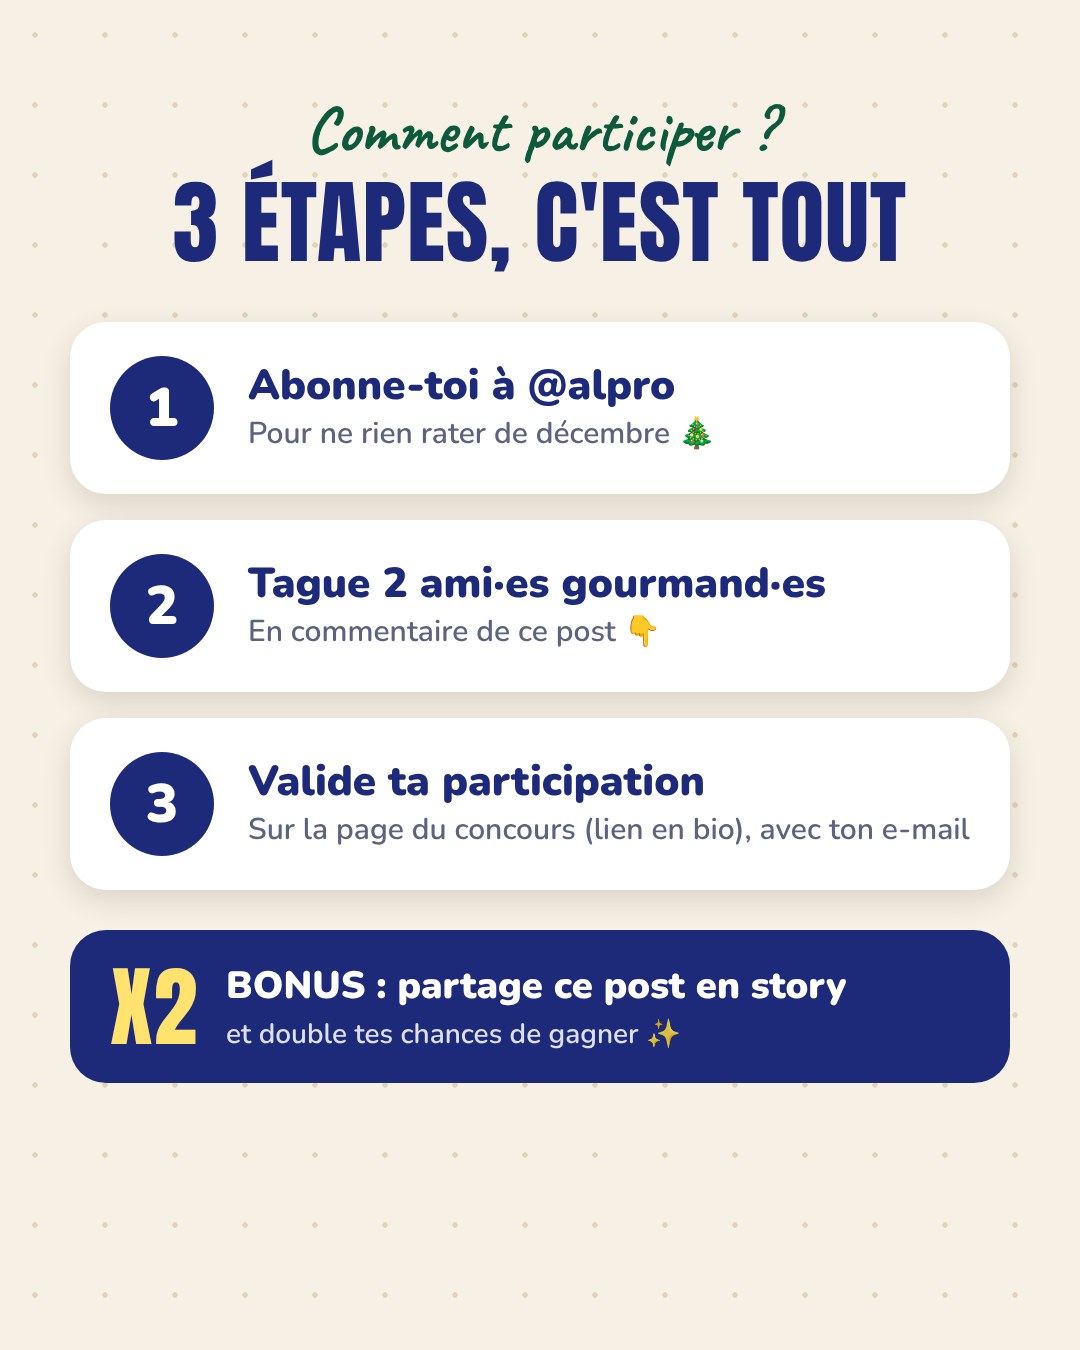 Comment participer ?
3 ÉTAPES, C'EST TOUT
1
Abonne-toi à @alpro
Pour ne rien rater de décembre 🎄
2
Tague 2 ami·es gourmand·es
En commentaire de ce post 👇
3
Valide ta participation
Sur la page du concours (lien en bio), avec ton e-mail
X2
BONUS : partage ce post en story
et double tes chances de gagner ✨